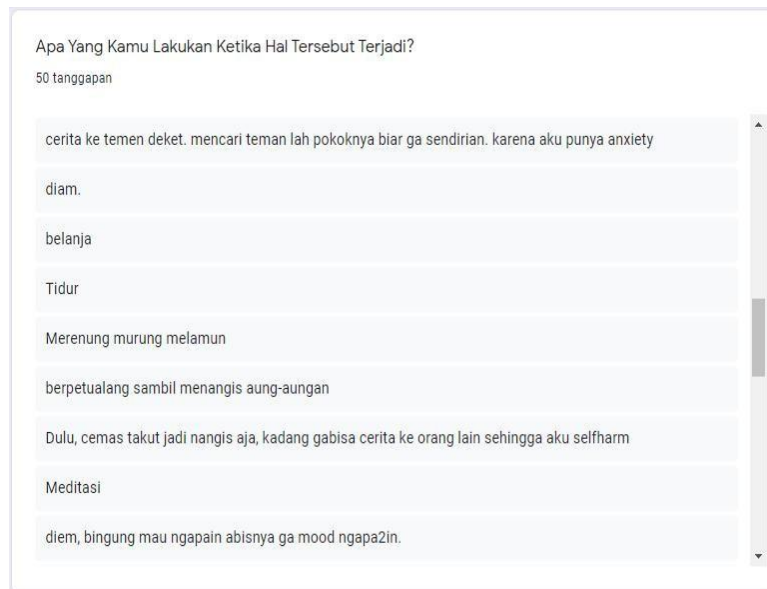 Apa Yang Kamu Lakukan Ketika Hal Tersebut Terjadi?
50 tanggapan
cerita ke temen deket. mencari teman lah pokoknya biar ga sendirian. karena aku punya anxiety
diam.
belanja
Tidur
Merenung murung melamun
berpetualang sambil menangis aung-aungan
Dulu, cemas takut jadi nangis aja, kadang gabisa cerita ke orang lain sehingga aku selfharm
Meditasi
diem, bingung mau ngapain abisnya ga mood ngapa2in.